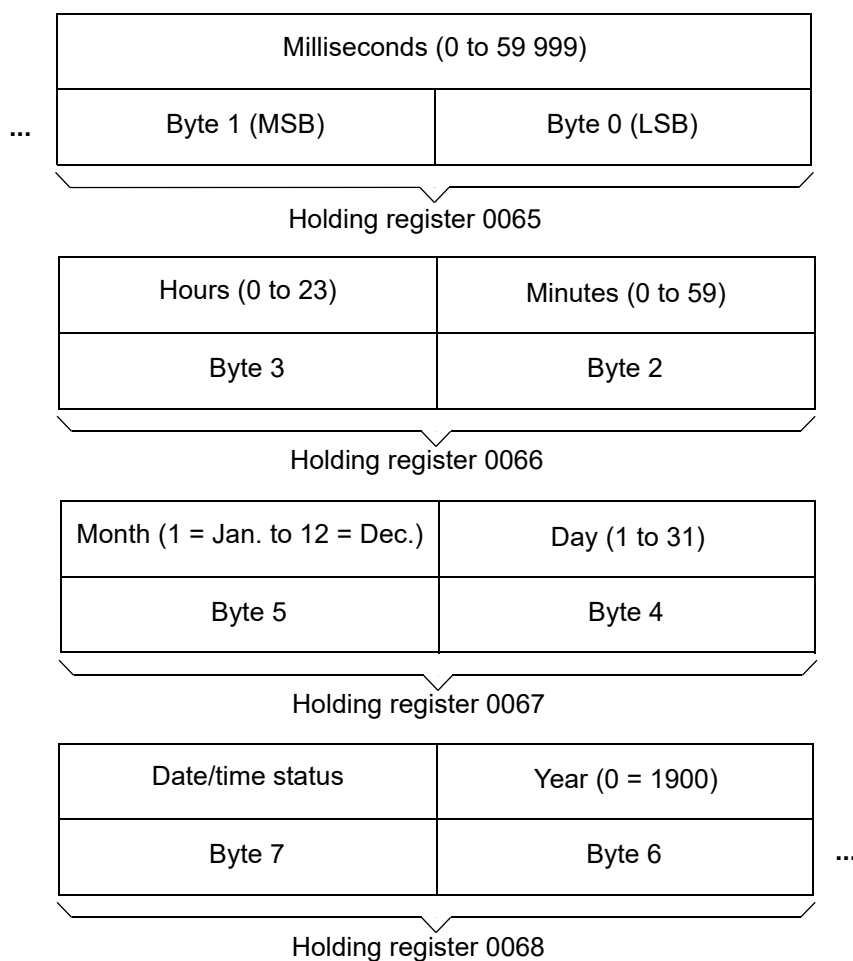 Milliseconds (0 to 59 999)
... Byte 1 (MSB) Byte 0 (LSB)
Holding register 0065
Hours (0 to 23) Minutes (0 to 59)
Byte 3 Byte 2
Holding register 0066
Month (1 = Jan. to 12 = Dec.) Day (1 to 31)
Byte 5 Byte 4
Holding register 0067
Date/time status Year (0 = 1900)
Byte 7 Byte 6 ...
Holding register 0068